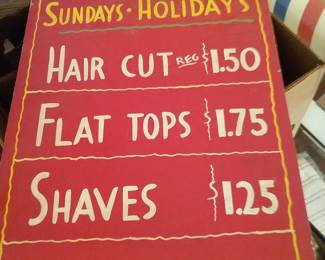 SUNDAYS · HOLIDAYS
HAIR CUT REG $1.50
FLAT TOPS $1.75
SHAVES $1.25